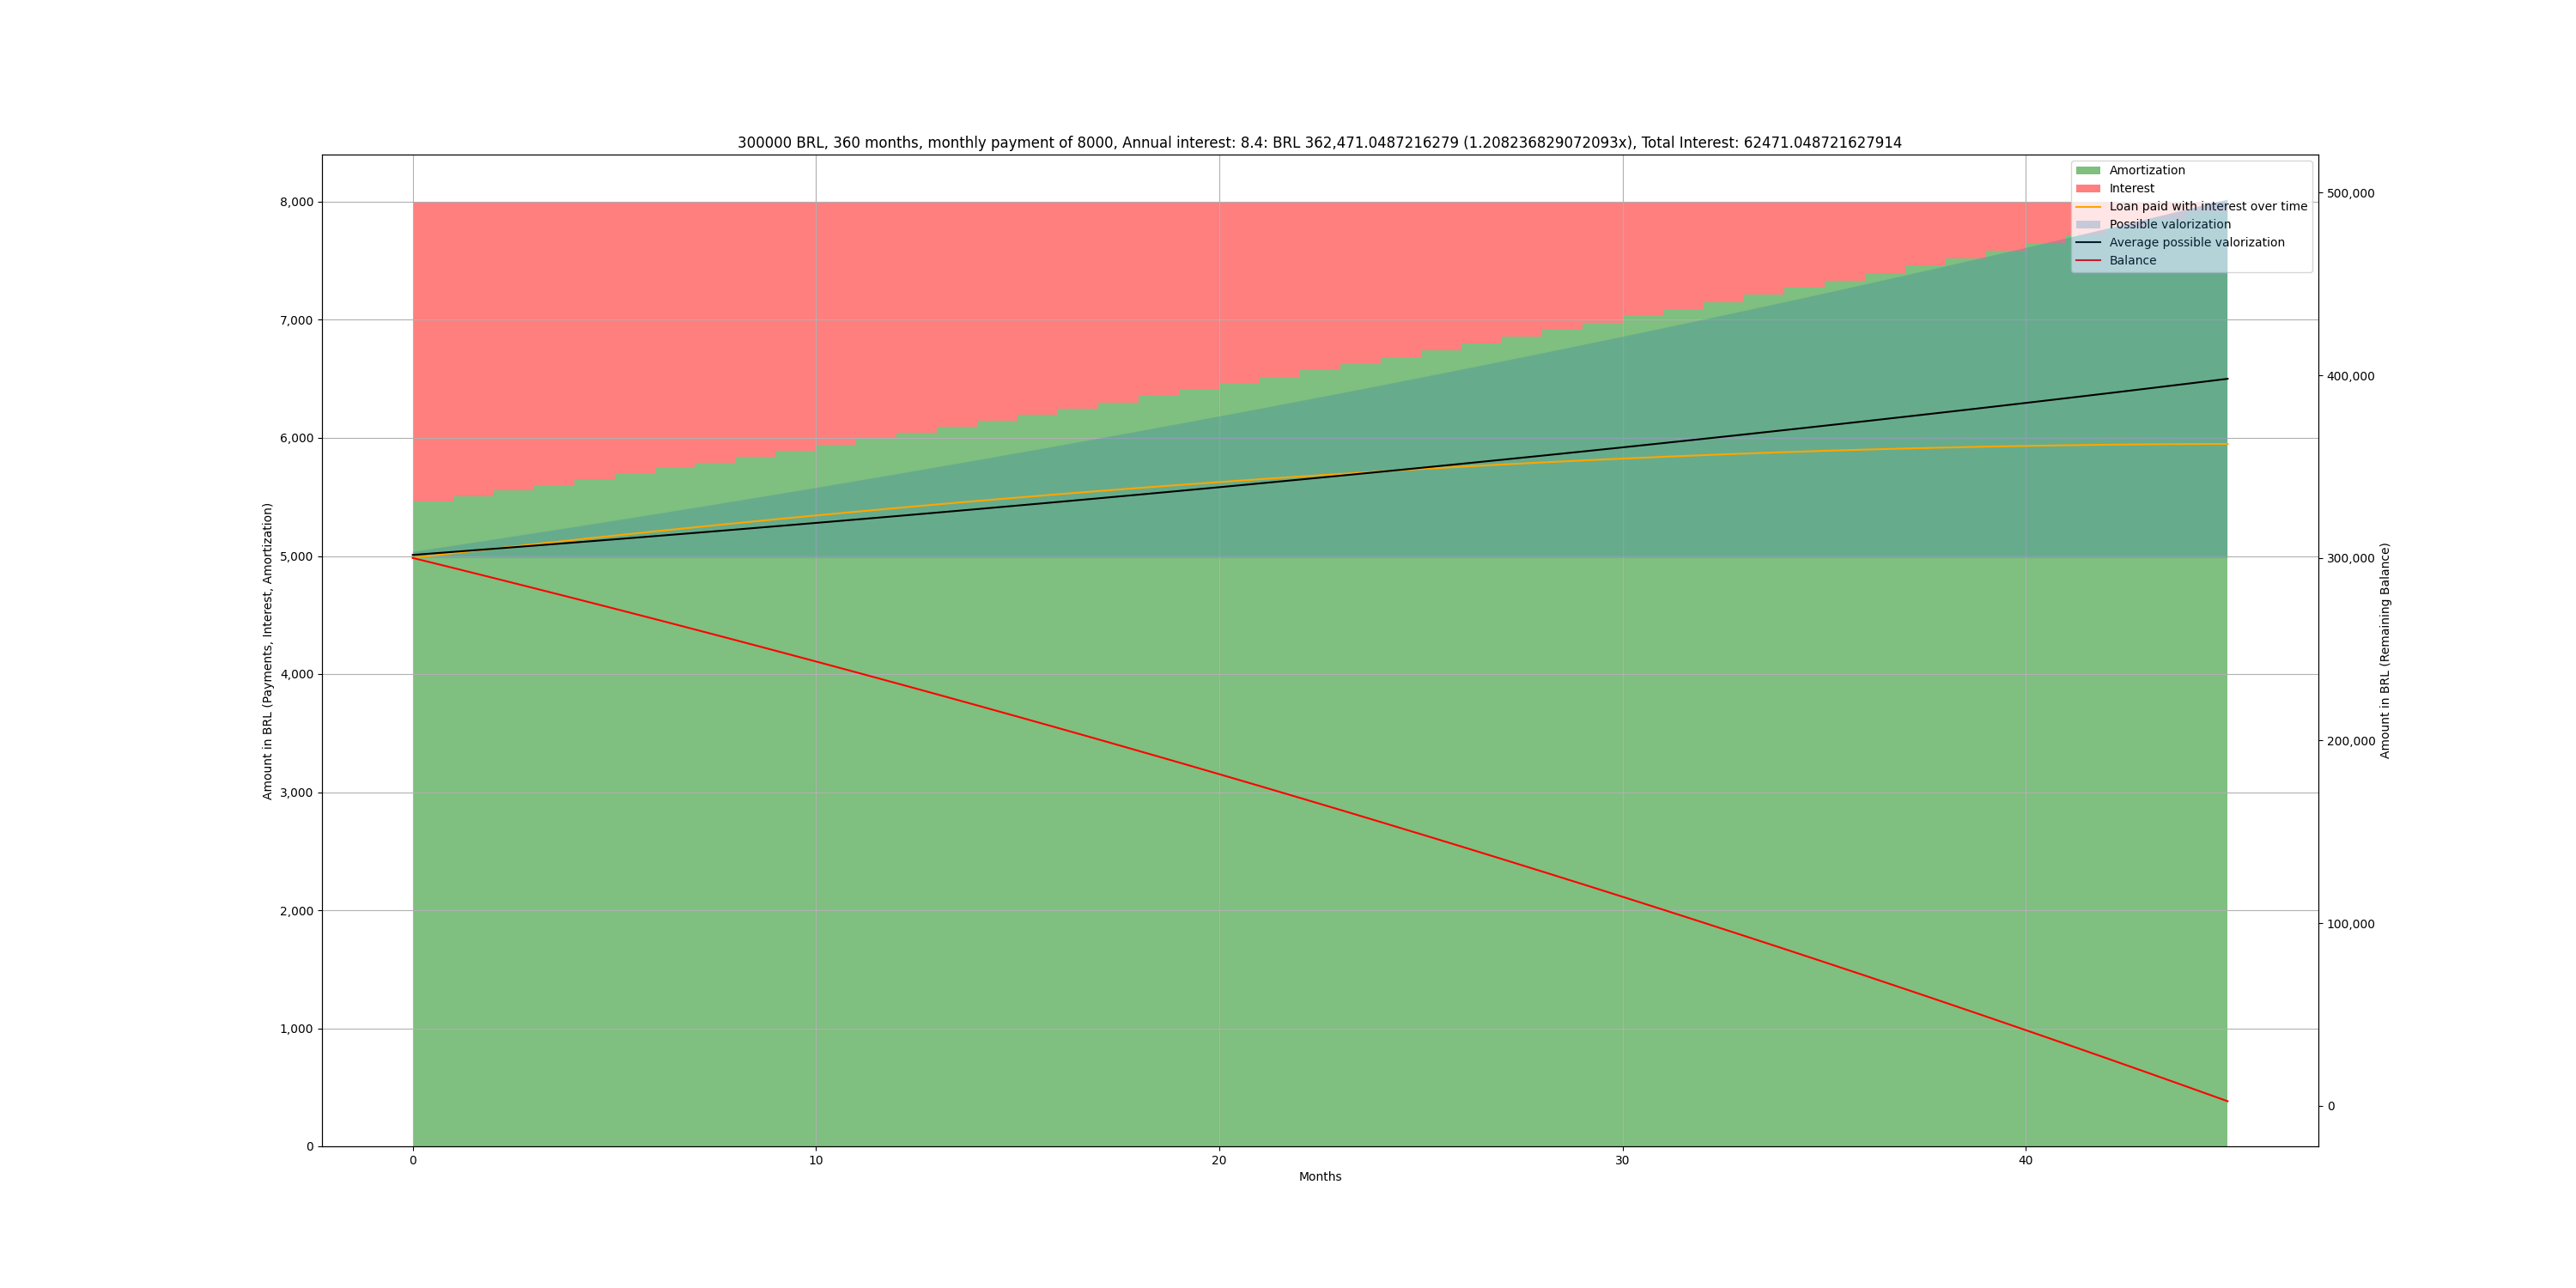 300000 BRL, 360 months, monthly payment of 8000, Annual interest: 8.4: BRL 362,471.0487216279 (1.208236829072093x), Total Interest: 62471.048721627914
Amortization
Interest
Loan paid with interest over time
Possible valorization
Average possible valorization
Balance
8,000
7,000
6,000
5,000
4,000
3,000
2,000
1,000
0
Amount in BRL (Payments, Interest, Amortization)
500,000
400,000
300,000
200,000
100,000
0
Amount in BRL (Remaining Balance)
0 10 20 30 40
Months